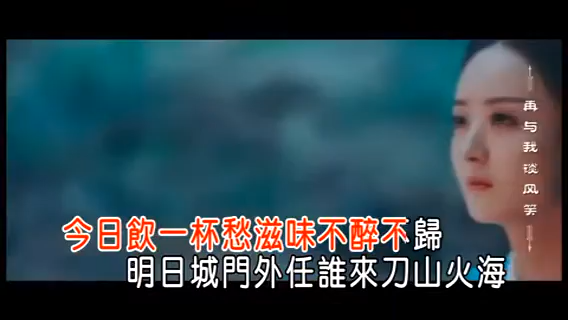 再与我谈风笑
今日飲一杯愁滋味不醉不歸
明日城門外任誰來刀山火海